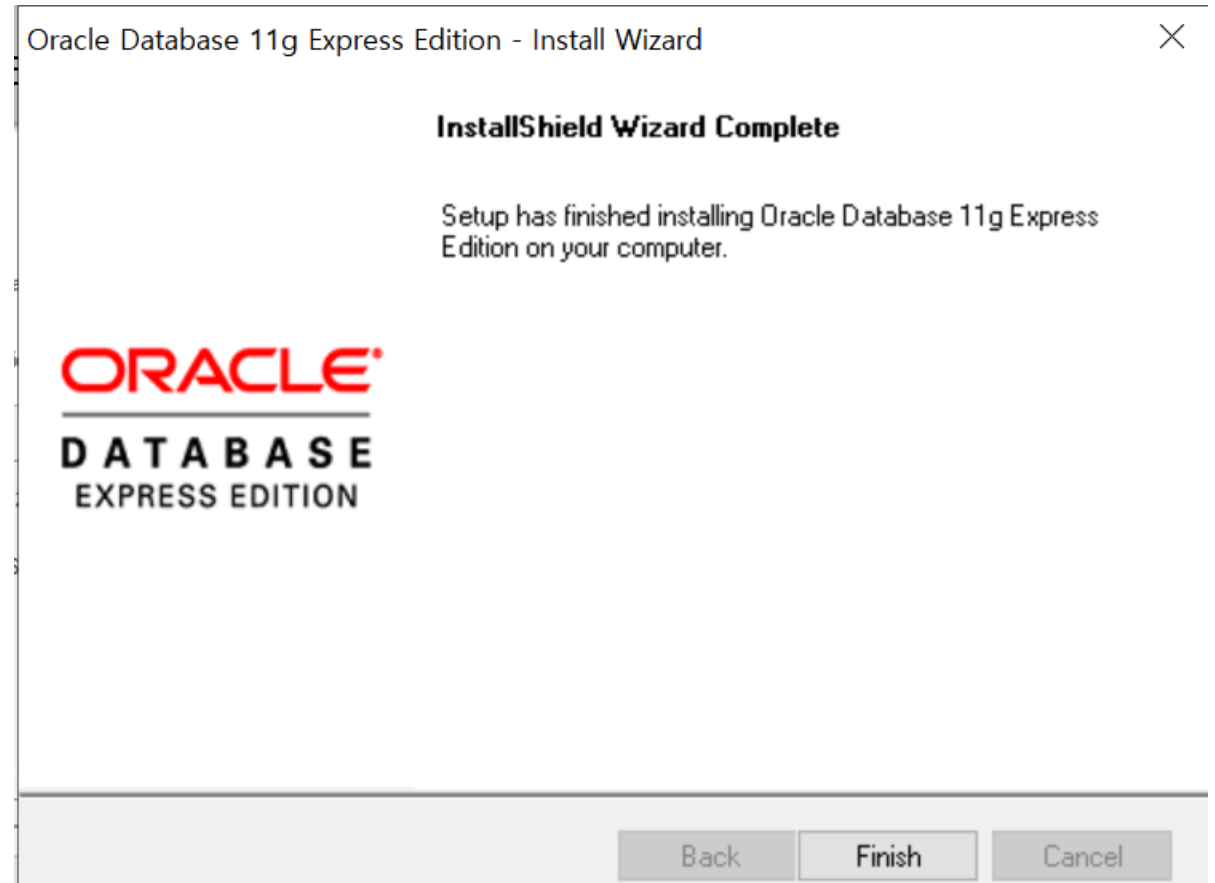 Oracle Database 11g Express Edition - Install Wizard
InstallShield Wizard Complete
Setup has finished installing Oracle Database 11g Express
Edition on your computer.
ORACLE
DATABASE
EXPRESS EDITION
Back Finish Cancel